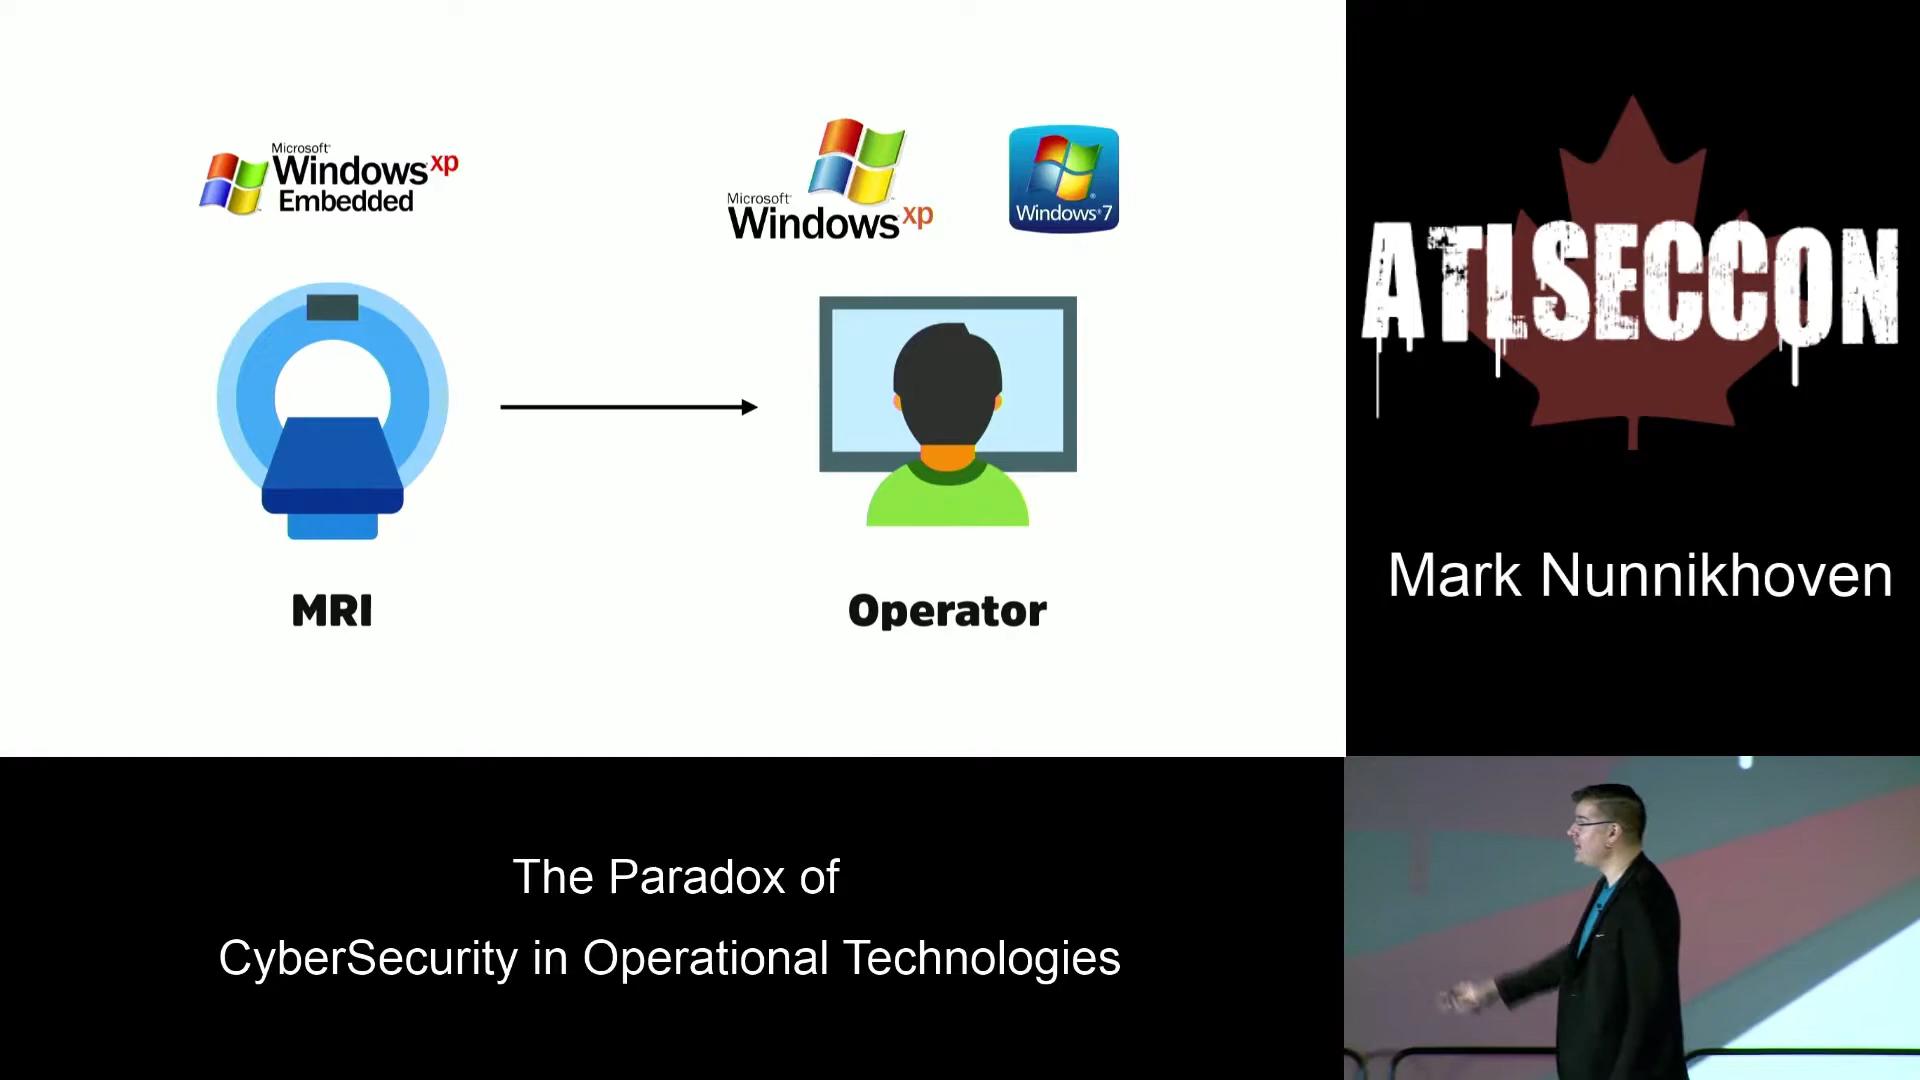 Microsoft
Windows xp
Embedded
Microsoft
Windows xp
Windows 7
MRI
Operator
ATLSECCON
Mark Nunnikhoven
The Paradox of
CyberSecurity in Operational Technologies